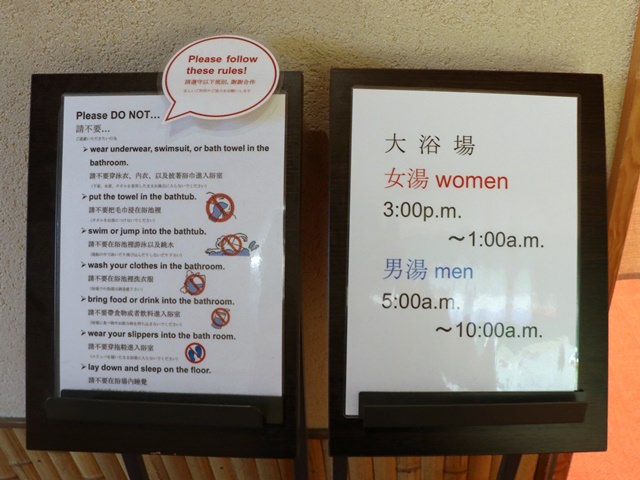 Please follow
these rules!
請遵守以下規則，謝謝合作
Please DO NOT...
請不要...
wear underwear, swimsuit, or bath towel in the
bathroom.
請不要穿泳衣、內衣、以及披著浴巾進入浴室
put the towel in the bathtub.
請不要把毛巾浸在浴池裡
swim or jump into the bathtub.
請不要在浴池裡游泳以及跳水
wash your clothes in the bathroom.
請不要在浴池裡洗衣服
bring food or drink into the bathroom.
請不要帶食物或者飲料進入浴室
wear your slippers into the bath room.
請不要穿拖鞋進入浴室
lay down and sleep on the floor.
請不要在浴場内睡覺
大浴場
女湯 women
3:00p.m.
～1:00a.m.
男湯 men
5:00a.m.
～10:00a.m.